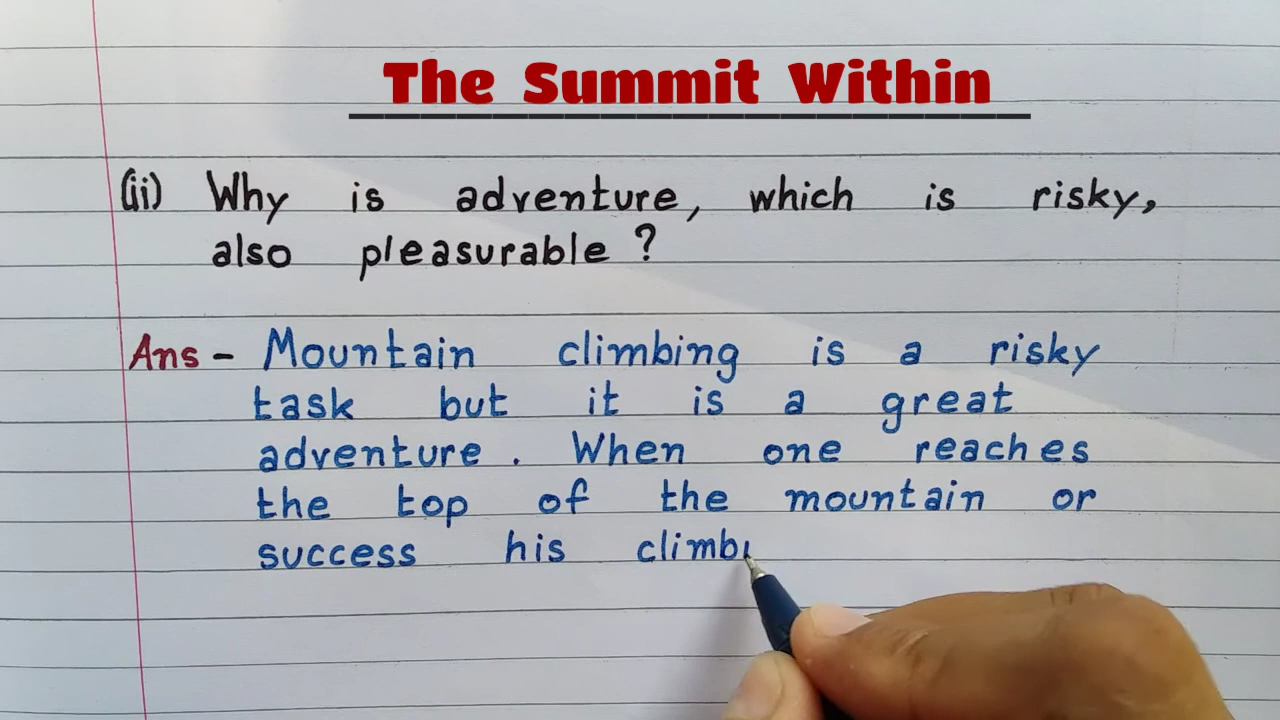 The Summit Within
(ii) Why is adventure, which is risky,
also pleasurable ?
Ans - Mountain climbing is a risky
task but it is a great
adventure. When one reaches
the top of the mountain or
success his climb